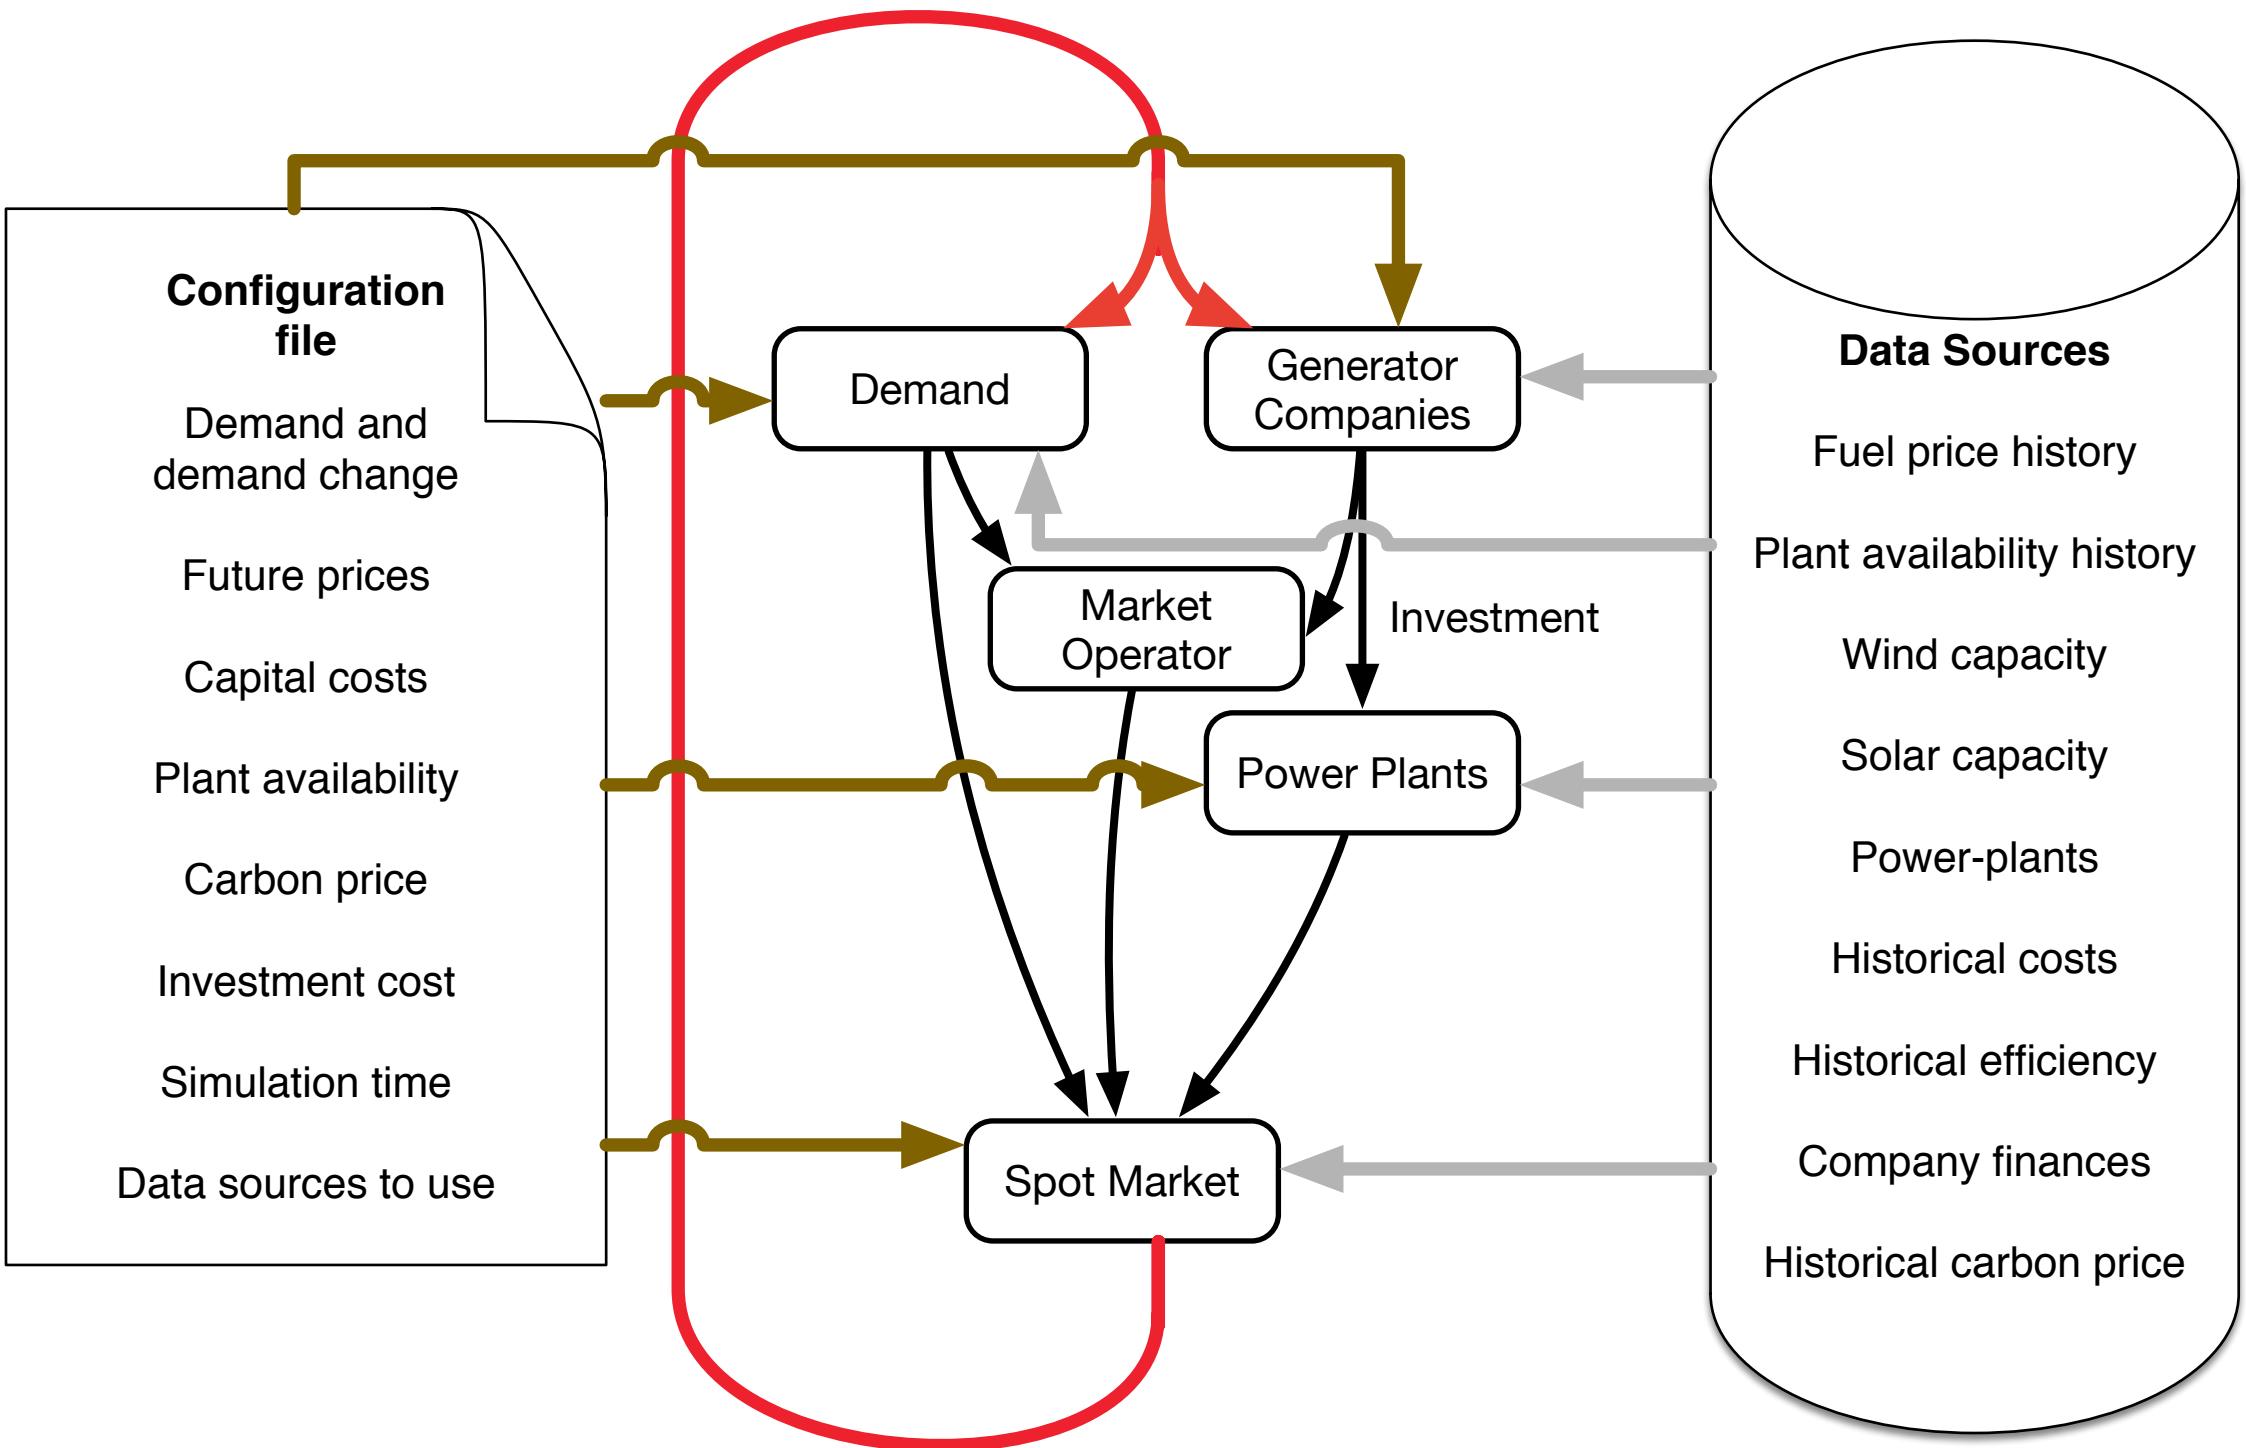 Configuration
file
Demand and
demand change
Future prices
Capital costs
Plant availability
Carbon price
Investment cost
Simulation time
Data sources to use
Demand
Generator
Companies
Market
Operator
Investment
Power Plants
Spot Market
Data Sources
Fuel price history
Plant availability history
Wind capacity
Solar capacity
Power-plants
Historical costs
Historical efficiency
Company finances
Historical carbon price